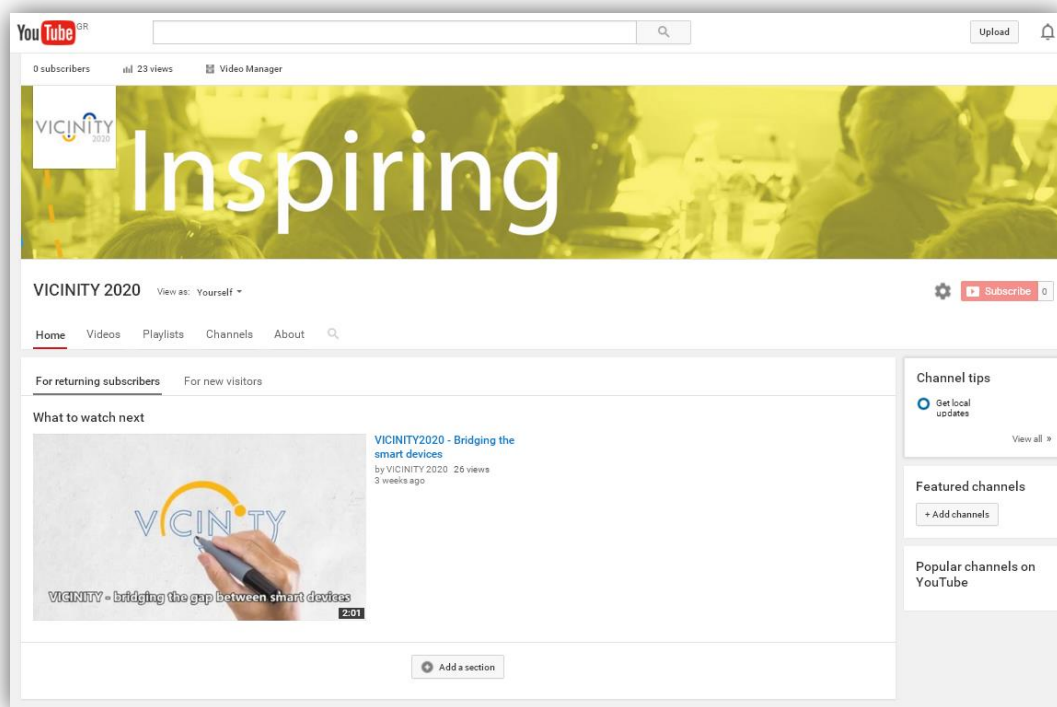 YouTube GR
Upload
0 subscribers 23 views Video Manager
VICINITY
2020
Inspiring
VICINITY 2020 View as: Yourself
Subscribe 0
Home Videos Playlists Channels About
For returning subscribers For new visitors
What to watch next
VICINITY
VICINITY - bridging the gap between smart devices
2:01
VICINITY2020 - Bridging the
smart devices
by VICINITY 2020 26 views
3 weeks ago
Add a section
Channel tips
Get local
updates
View all »
Featured channels
+ Add channels
Popular channels on
YouTube